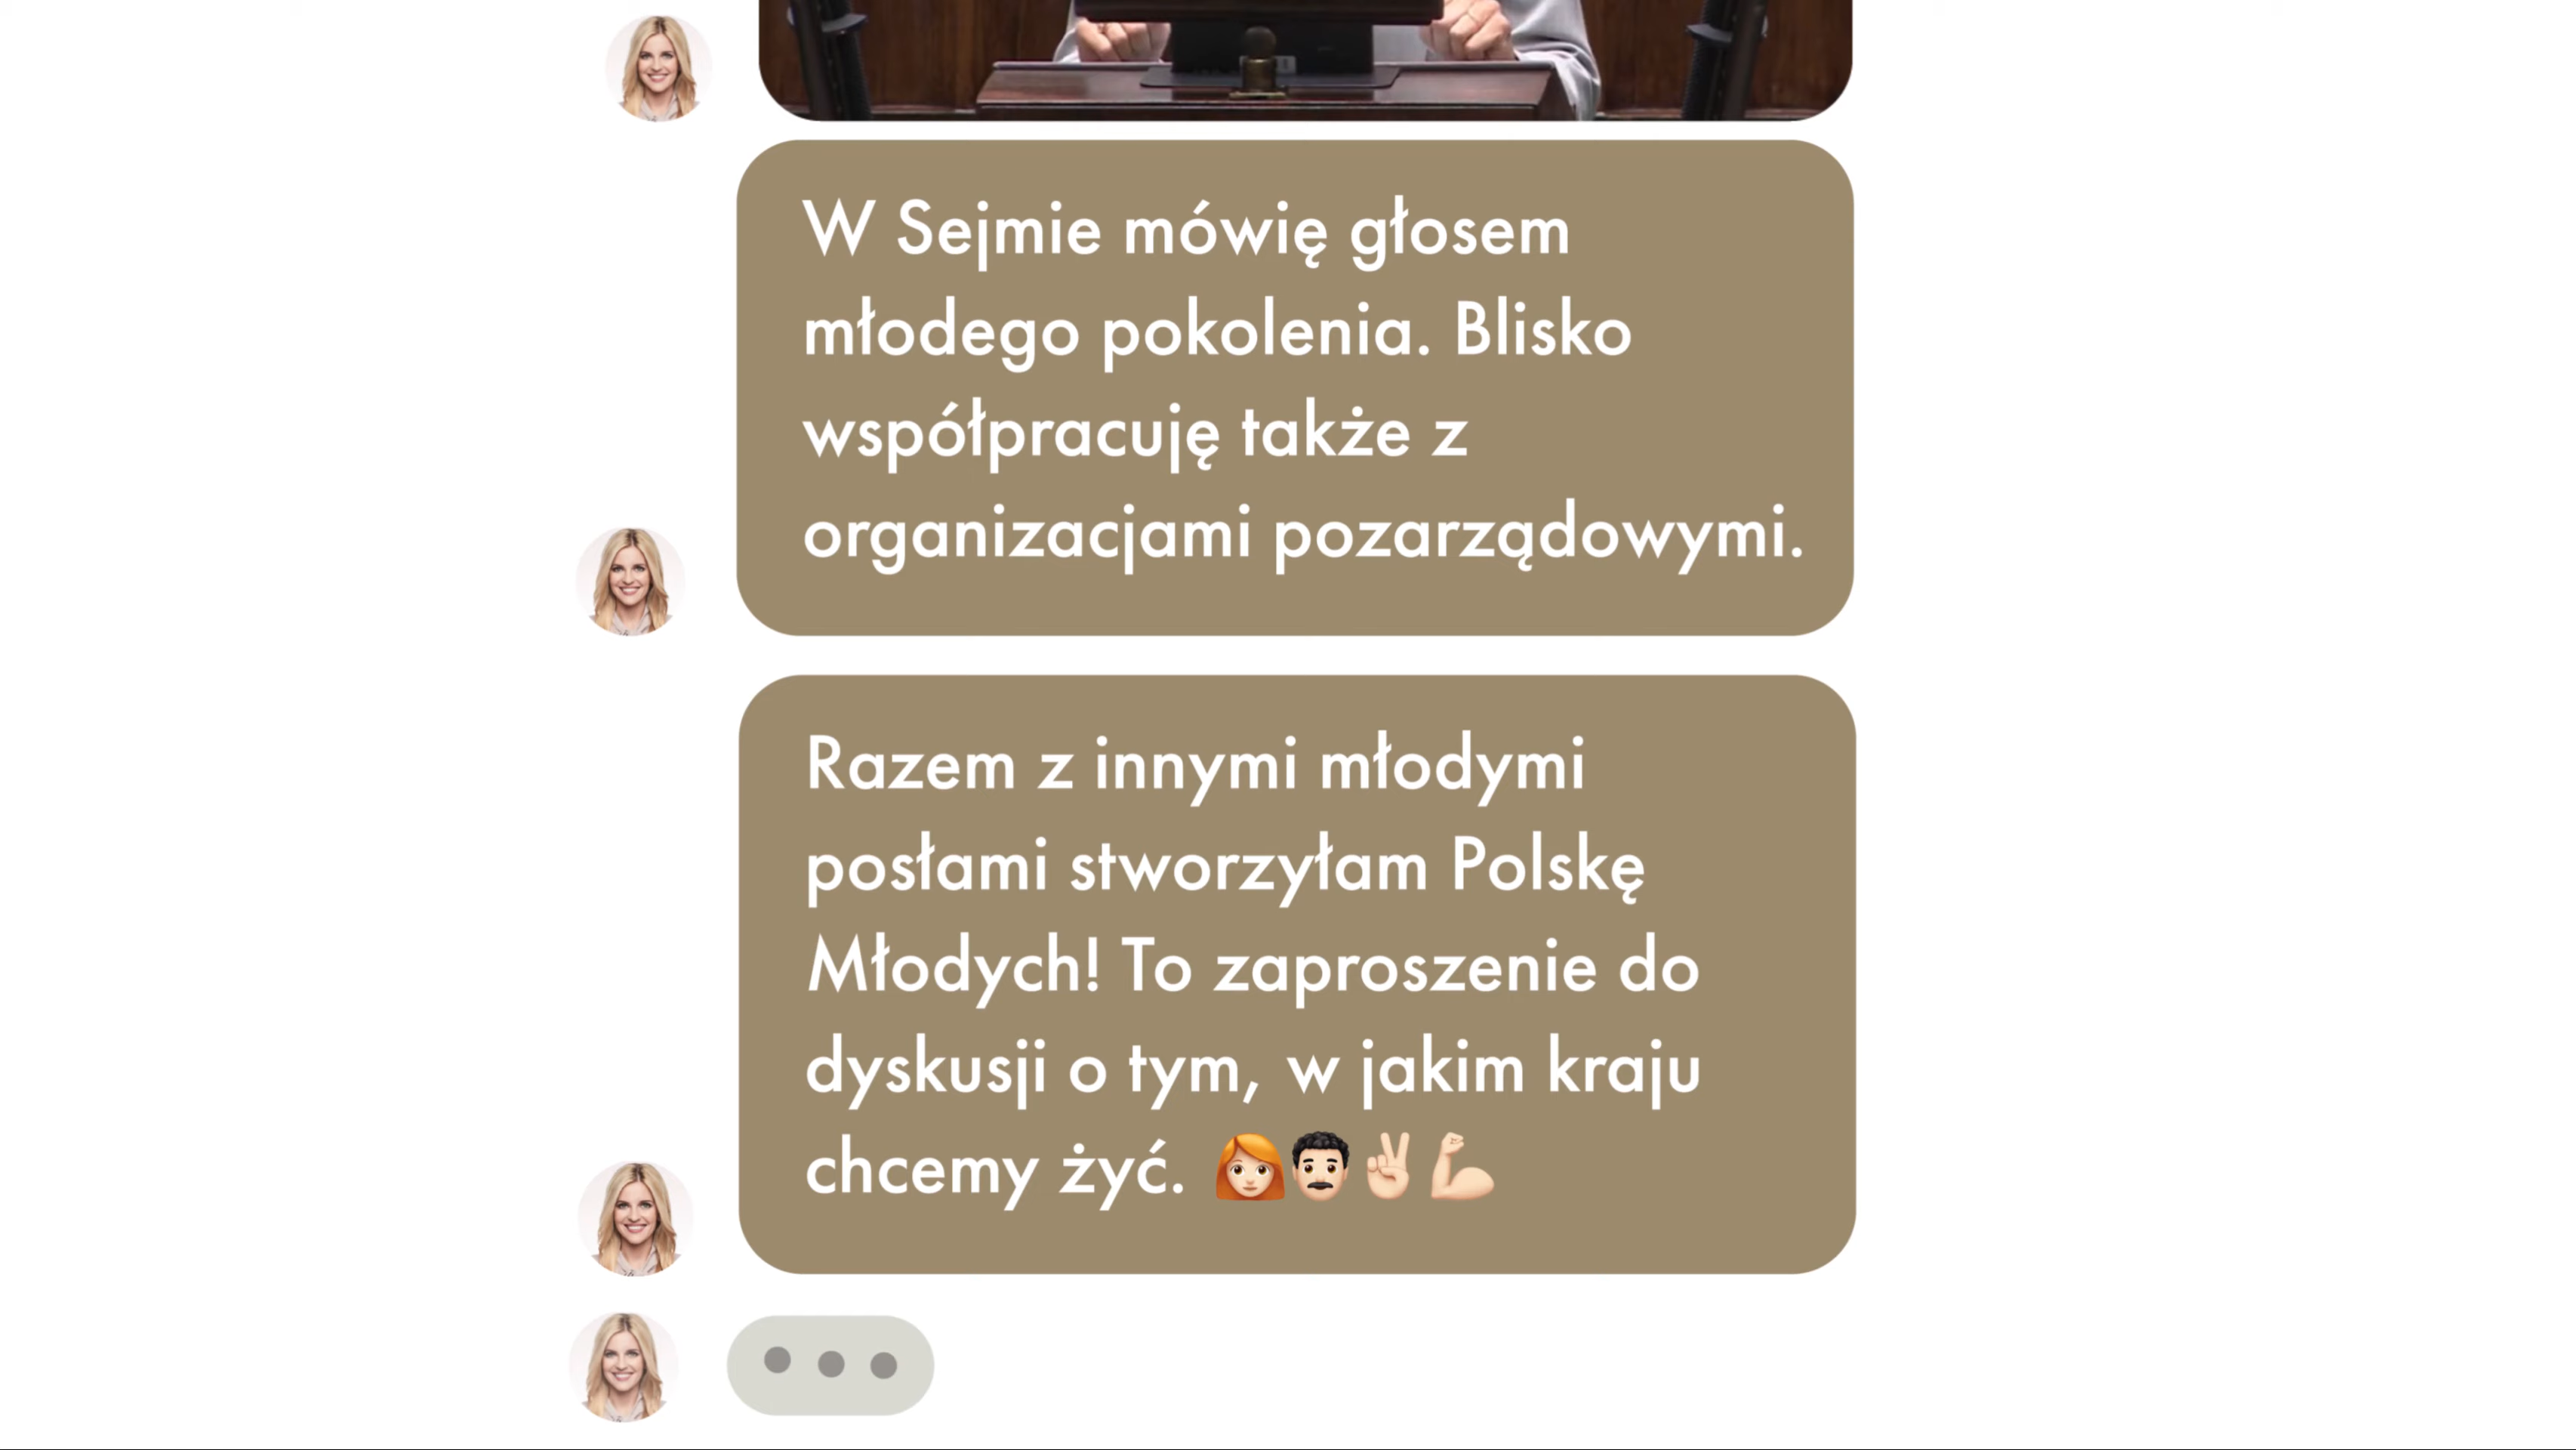 W Sejmie mówię głosem
młodego pokolenia. Blisko
współpracuję także z
organizacjami pozarządowymi.
Razem z innymi młodymi
posłami stworzyłam Polskę
Młodych! To zaproszenie do
dyskusji o tym, w jakim kraju
chcemy żyć. 👩🏻‍🦰👨🏻✌🏻💪🏻